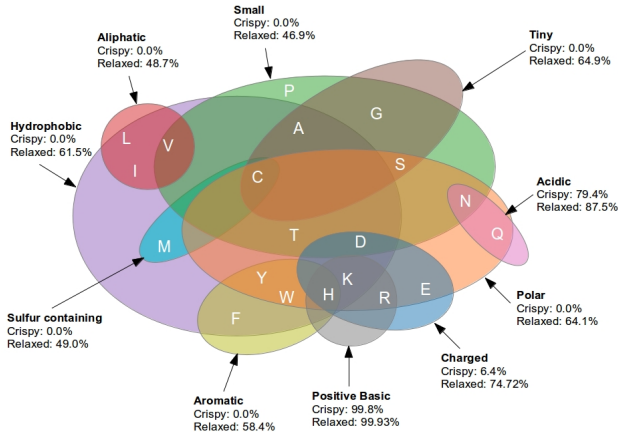 Small
Crispy: 0.0%
Relaxed: 46.9%
Aliphatic
Crispy: 0.0%
Relaxed: 48.7%
Tiny
Crispy: 0.0%
Relaxed: 64.9%
Hydrophobic
Crispy: 0.0%
Relaxed: 61.5%
Acidic
Crispy: 79.4%
Relaxed: 87.5%
P
G
A
L
V
I
S
C
N
Q
T
D
M
Y
K
W
H
R
E
F
Sulfur containing
Crispy: 0.0%
Relaxed: 49.0%
Polar
Crispy: 0.0%
Relaxed: 64.1%
Charged
Crispy: 6.4%
Relaxed: 74.72%
Aromatic
Crispy: 0.0%
Relaxed: 58.4%
Positive Basic
Crispy: 99.8%
Relaxed: 99.93%